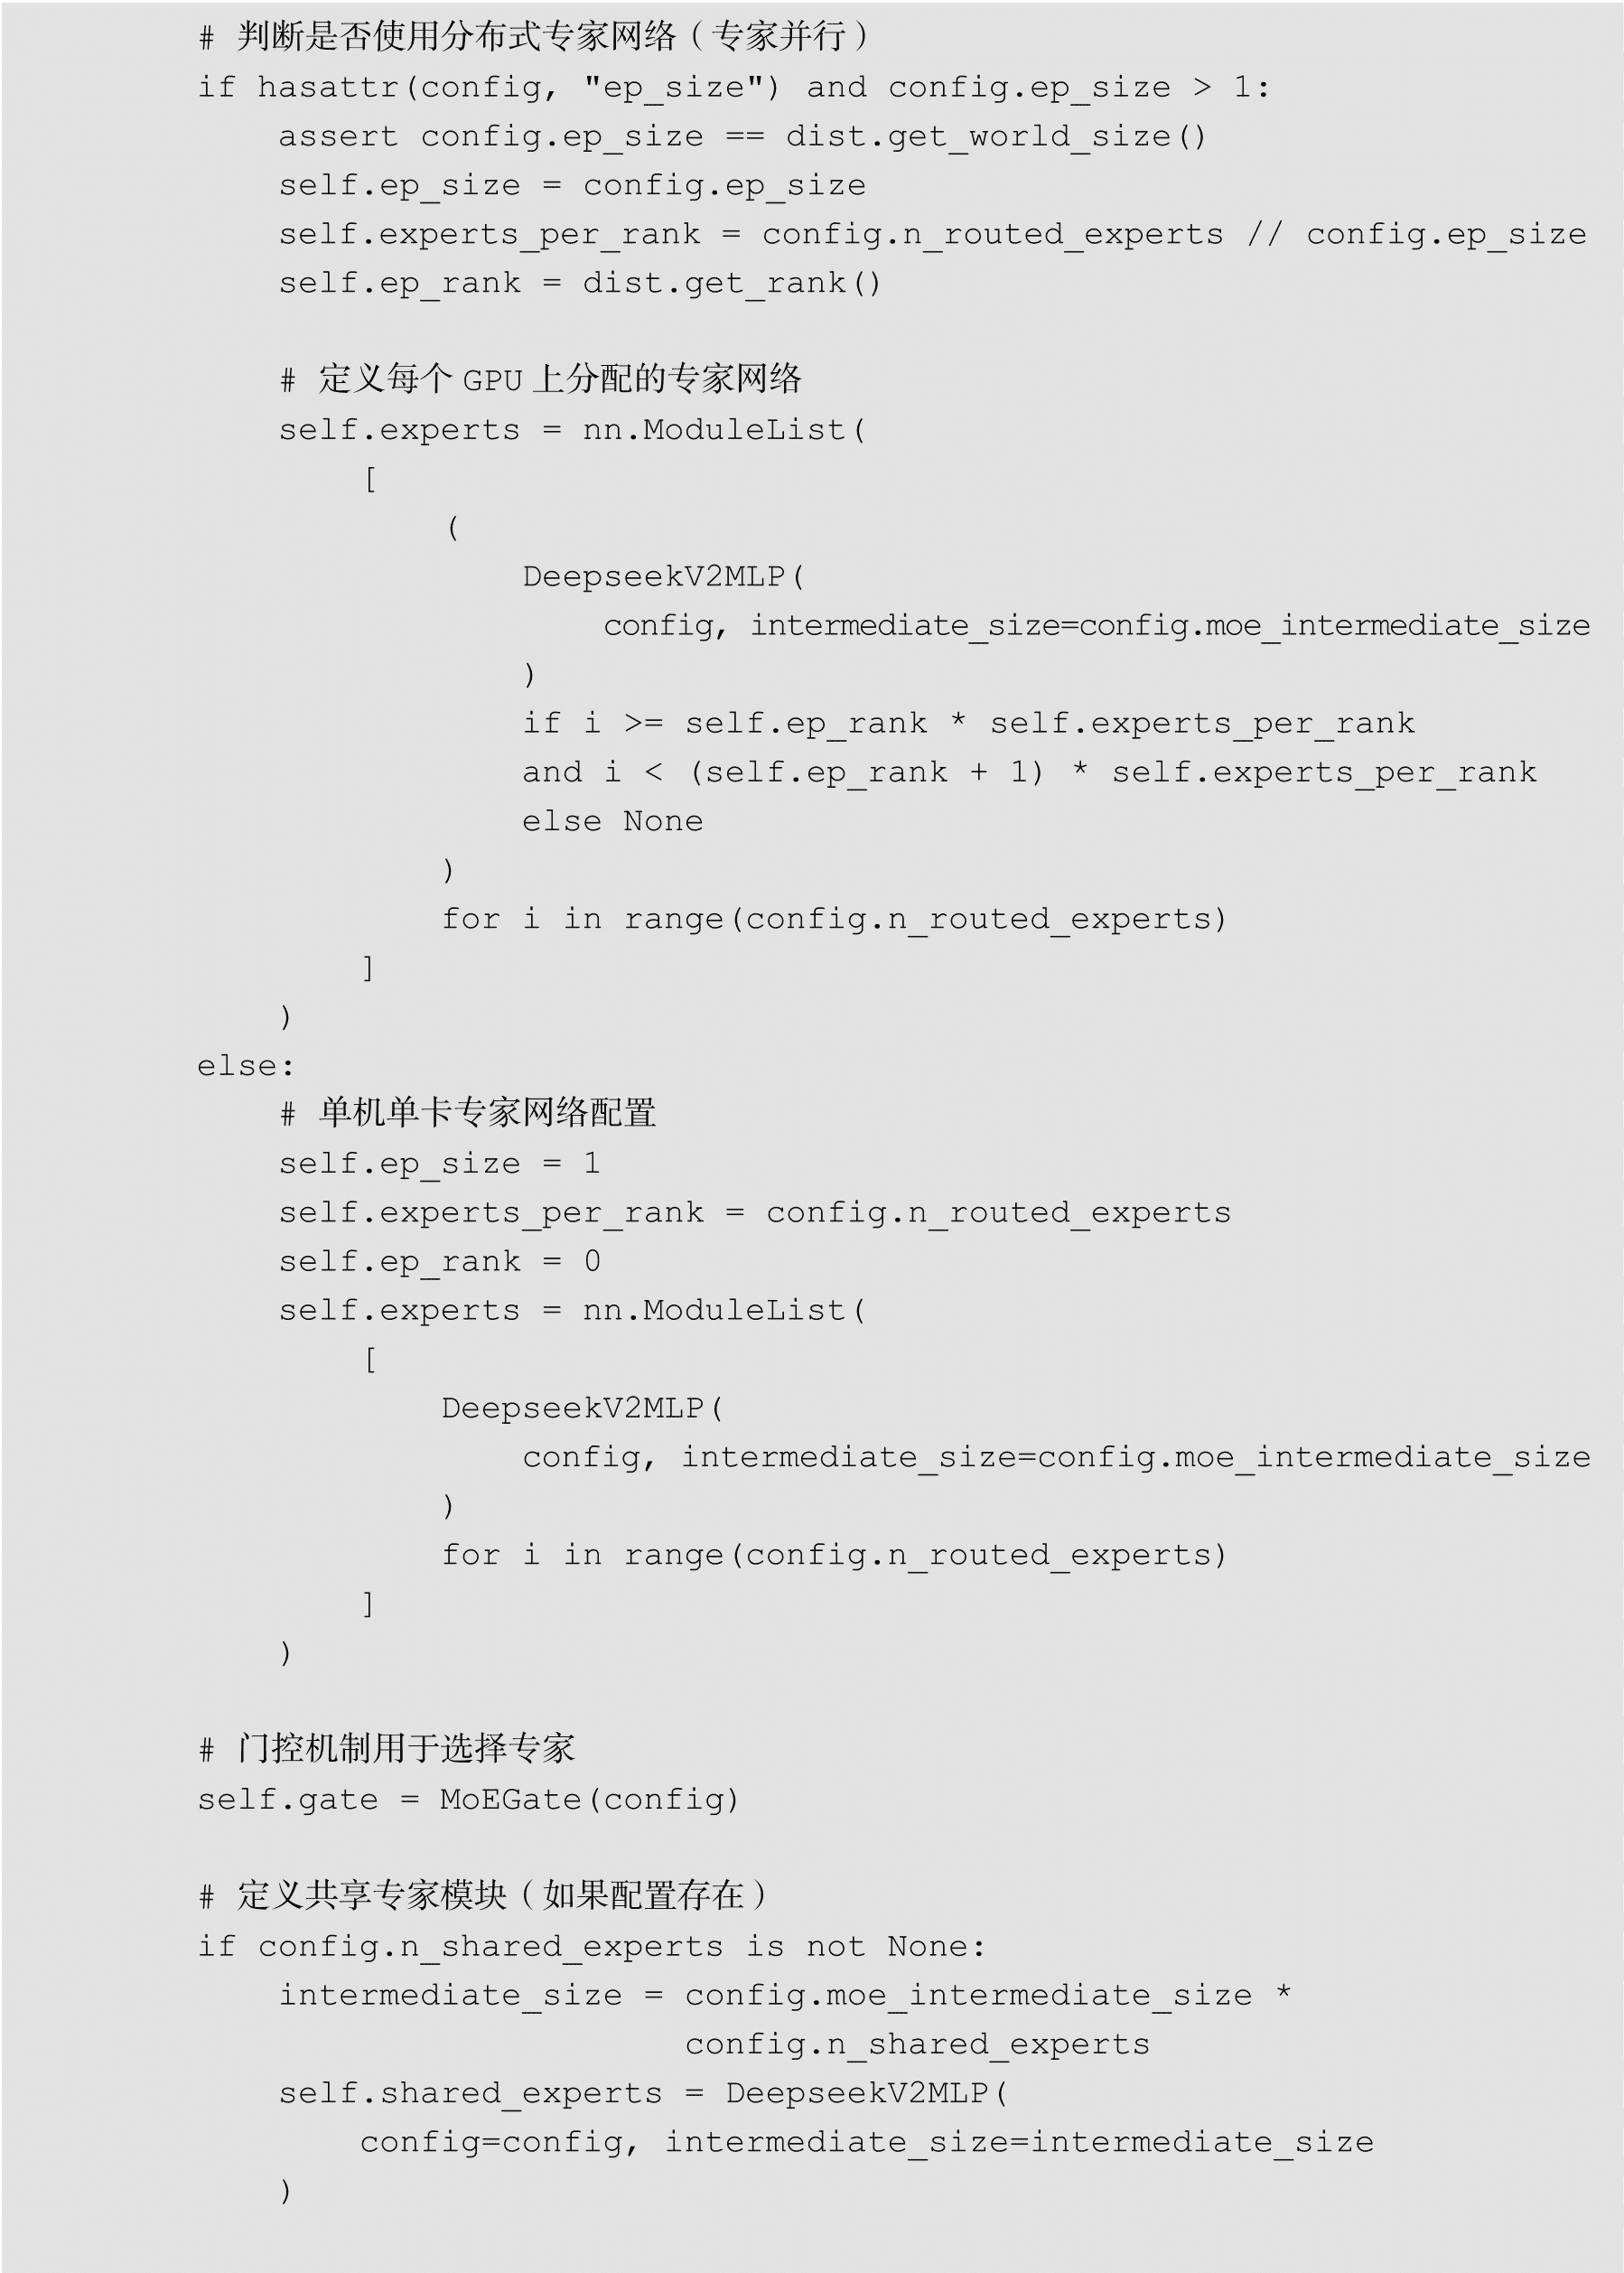 # 判断是否使用分布式专家网络（专家并行）
if hasattr(config, "ep_size") and config.ep_size > 1:
    assert config.ep_size == dist.get_world_size()
    self.ep_size = config.ep_size
    self.experts_per_rank = config.n_routed_experts // config.ep_size
    self.ep_rank = dist.get_rank()

    # 定义每个 GPU 上分配的专家网络
    self.experts = nn.ModuleList(
        [
            (
                DeepseekV2MLP(
                    config, intermediate_size=config.moe_intermediate_size
                )
                if i >= self.ep_rank * self.experts_per_rank
                and i < (self.ep_rank + 1) * self.experts_per_rank
                else None
            )
            for i in range(config.n_routed_experts)
        ]
    )
else:
    # 单机单卡专家网络配置
    self.ep_size = 1
    self.experts_per_rank = config.n_routed_experts
    self.ep_rank = 0
    self.experts = nn.ModuleList(
        [
            DeepseekV2MLP(
                config, intermediate_size=config.moe_intermediate_size
            )
            for i in range(config.n_routed_experts)
        ]
    )

# 门控机制用于选择专家
self.gate = MoEGate(config)

# 定义共享专家模块（如果配置存在）
if config.n_shared_experts is not None:
    intermediate_size = config.moe_intermediate_size *
                        config.n_shared_experts
    self.shared_experts = DeepseekV2MLP(
        config=config, intermediate_size=intermediate_size
    )